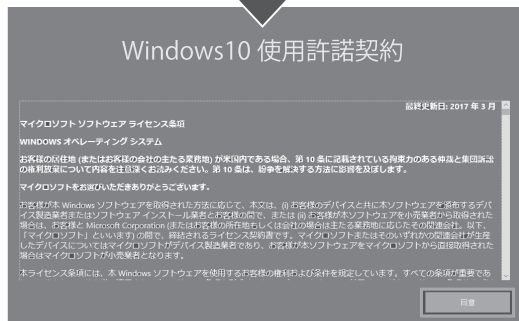 Windows10 使用許諾契約
最終更新日: 2017 年 3 月
マイクロソフト ソフトウェア ライセンス条項
WINDOWS オペレーティング システム
お客様の居住地 (またはお客様の会社の主たる業務地) が米国内である場合、第 10 条に記載されている拘束力のある仲裁と集団訴訟
の権利放棄について内容を注意深くお読みください。第 10 条は、紛争を解決する方法に影響を及ぼします。
マイクロソフトをお選びいただきありがとうございます。
お客様が本 Windows ソフトウェアを取得された方法に応じて、本文は、(i) お客様のデバイスと共に本ソフトウェアを頒布するデバ
イス製造業者またはソフトウェア インストール業者とお客様の間で、または (ii) お客様が本ソフトウェアを小売業者から取得された
場合は、お客様と Microsoft Corporation (またはお客様の所在地もしくは会社の場合は主たる業務地に応じたその関連会社。以下、
「マイクロソフト」といいます) の間で、締結されるライセンス契約書です。マイクロソフトまたはそのいずれかの関連会社が生産
したデバイスについてはマイクロソフトがデバイス製造業者であり、お客様が本ソフトウェアをマイクロソフトから直接取得された
場合はマイクロソフトが小売業者となります。
本ライセンス条項には、本 Windows ソフトウェアを使用するお客様の権利および条件を規定しています。すべての条項が重要であ
同意